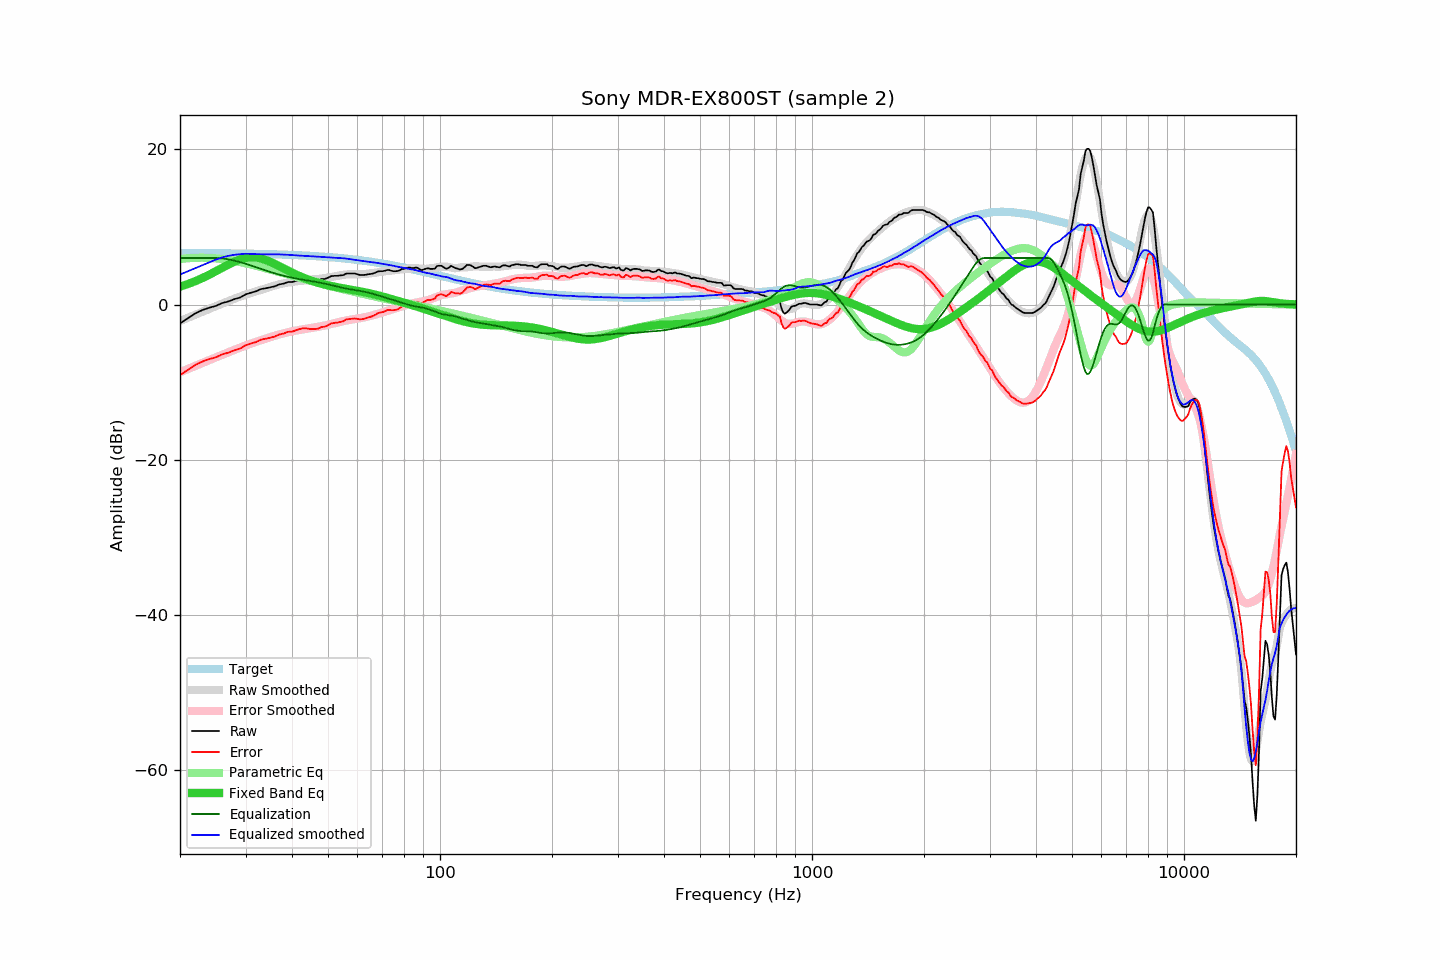 Sony MDR-EX800ST (sample 2)
20
0
−20
−40
−60
Amplitude (dBr)
Target
Raw Smoothed
Error Smoothed
Raw
Error
Parametric Eq
Fixed Band Eq
Equalization
Equalized smoothed
100
1000
10000
Frequency (Hz)